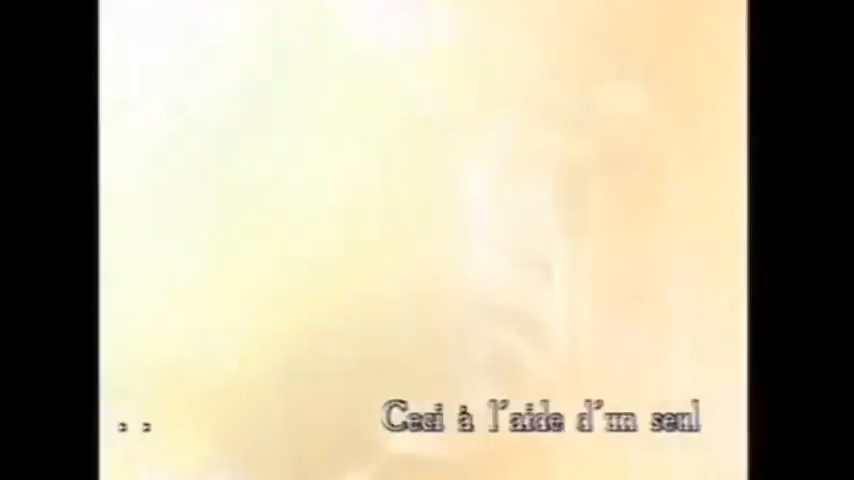 . . Ceci à l'aide d'un seul